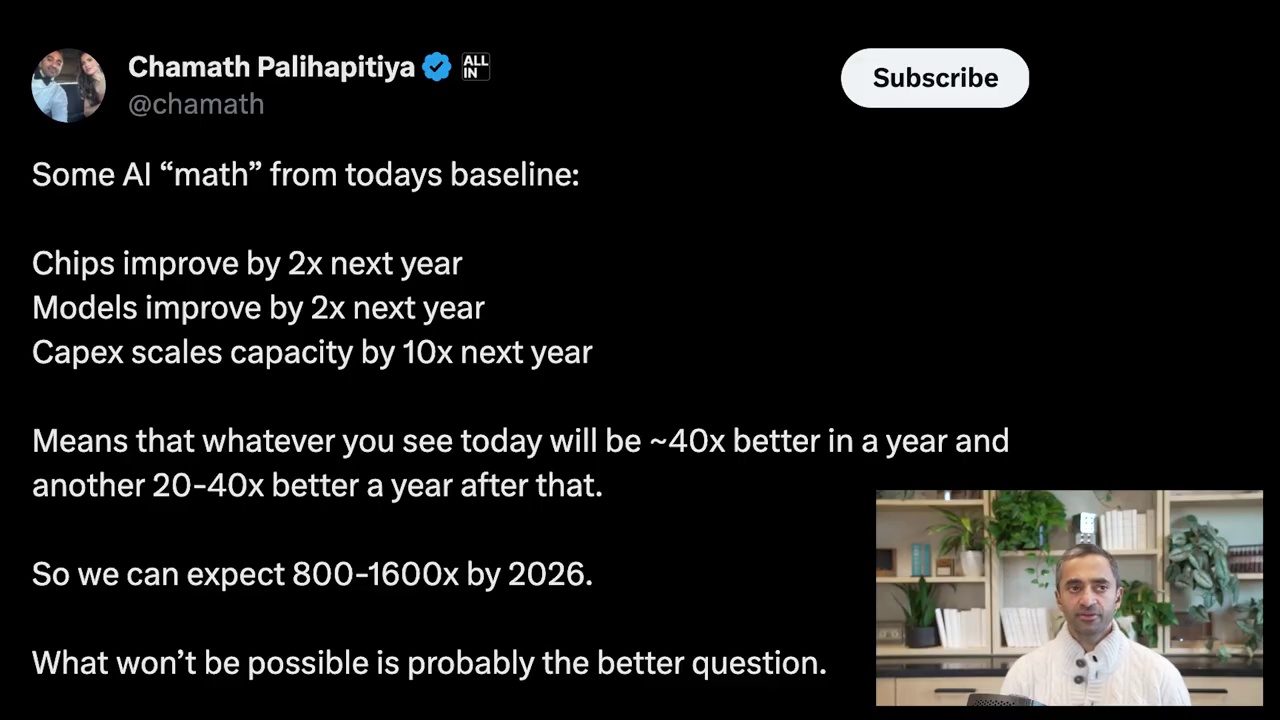 Chamath Palihapitiya
ALL
IN
@chamath
Subscribe
Some AI “math” from todays baseline:
Chips improve by 2x next year
Models improve by 2x next year
Capex scales capacity by 10x next year
Means that whatever you see today will be ~40x better in a year and
another 20-40x better a year after that.
So we can expect 800-1600x by 2026.
What won’t be possible is probably the better question.